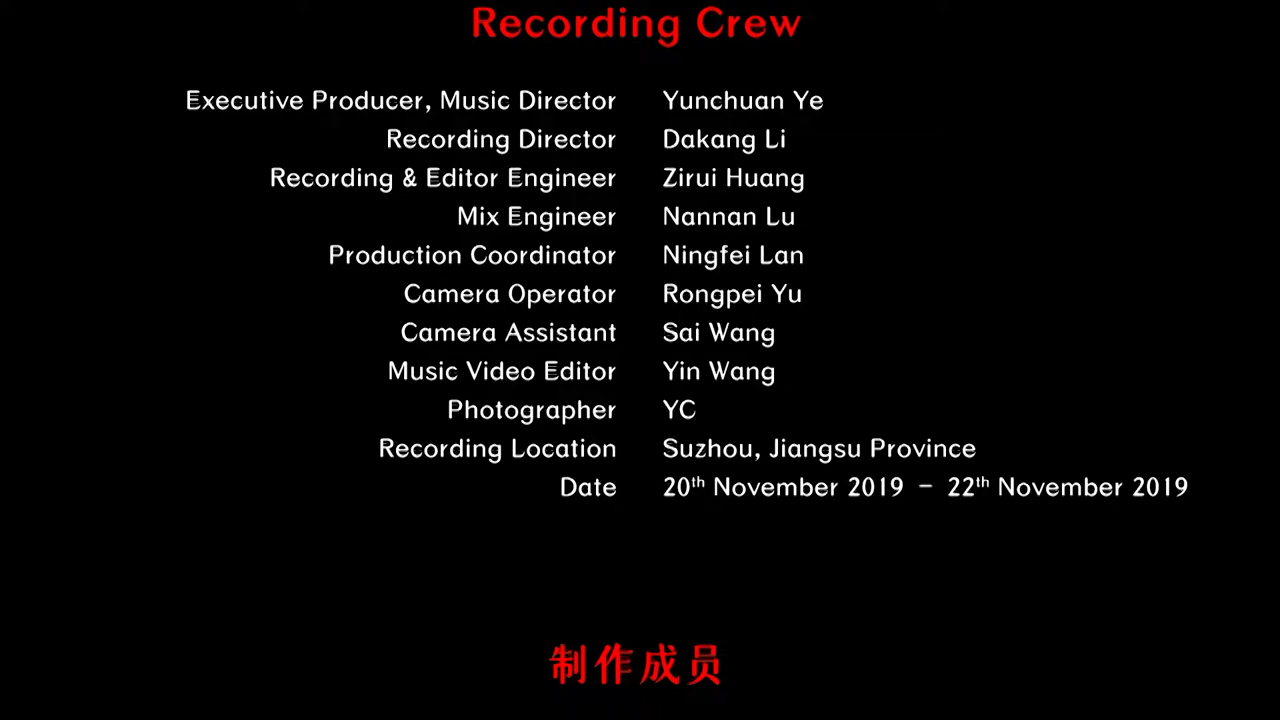 Recording Crew
Executive Producer, Music Director Yunchuan Ye
Recording Director Dakang Li
Recording & Editor Engineer Zirui Huang
Mix Engineer Nannan Lu
Production Coordinator Ningfei Lan
Camera Operator Rongpei Yu
Camera Assistant Sai Wang
Music Video Editor Yin Wang
Photographer YC
Recording Location Suzhou, Jiangsu Province
Date 20th November 2019 – 22th November 2019
制作成员